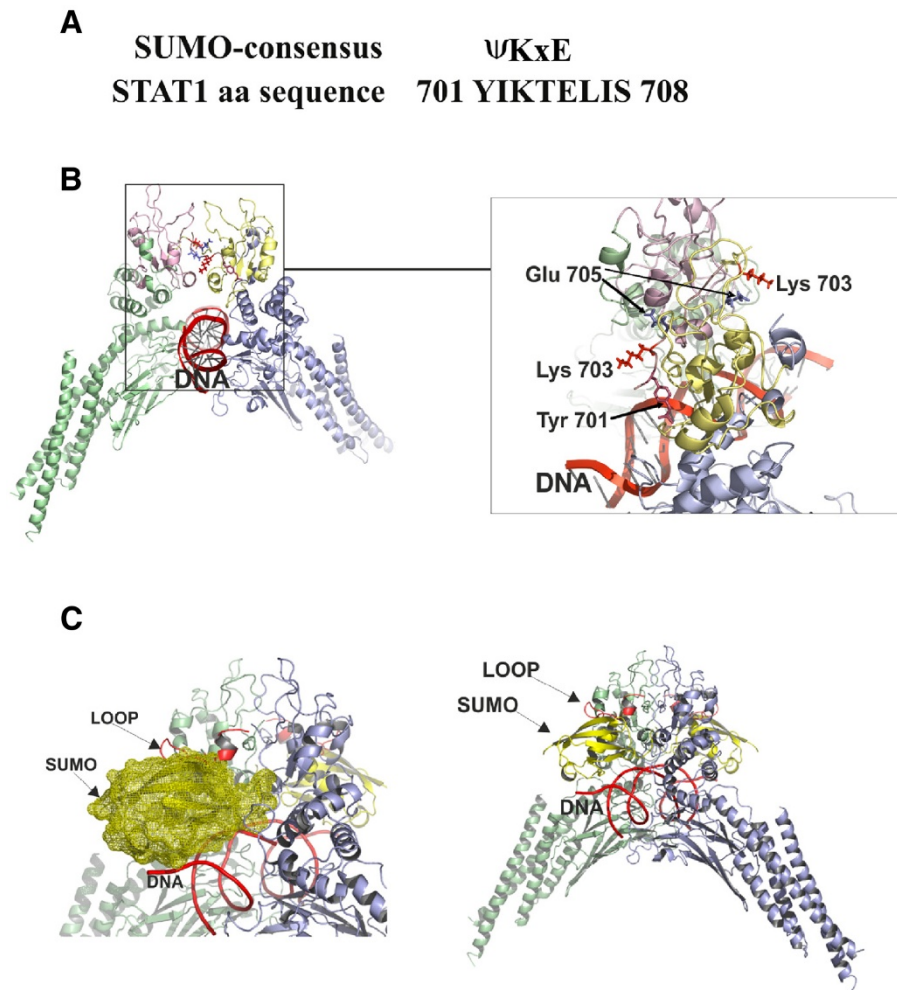 A
SUMO-consensus ΨKxE
STAT1 aa sequence 701 YIKTELIS 708
B
DNA
Glu 705
Lys 703
Lys 703
Tyr 701
DNA
C
LOOP
SUMO
DNA
LOOP
SUMO
DNA